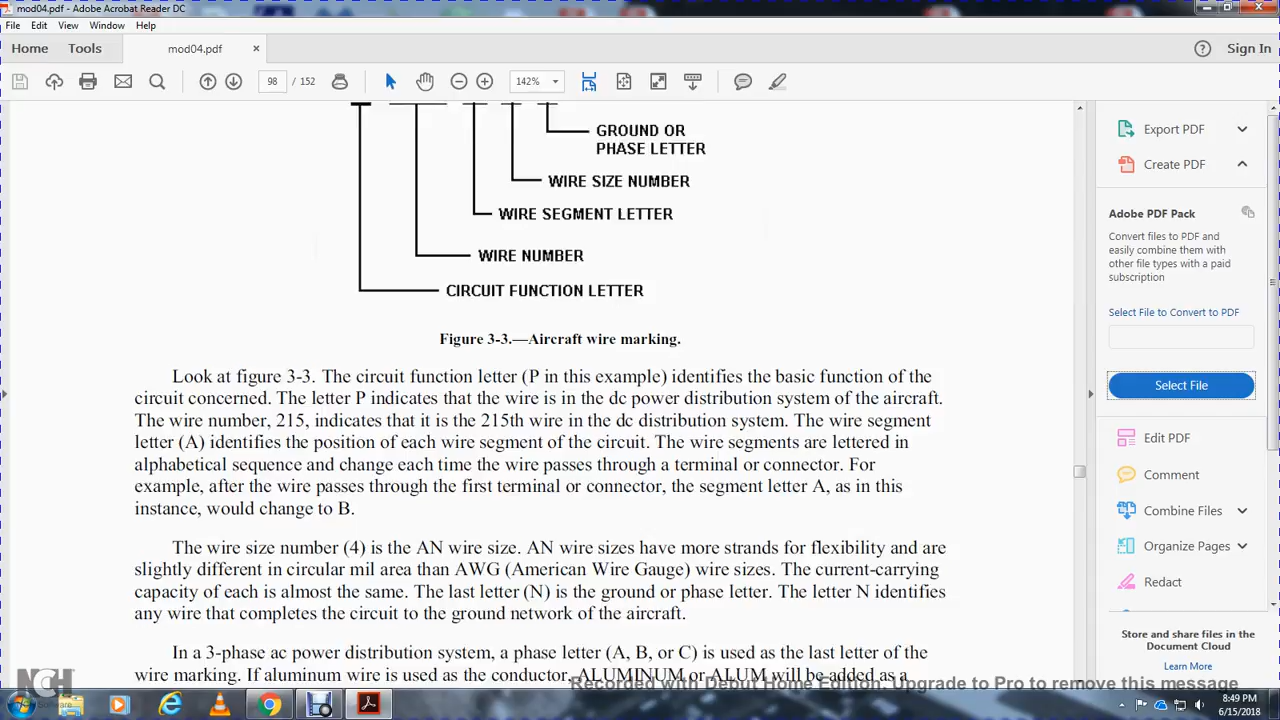 mod04.pdf - Adobe Acrobat Reader DC
File Edit View Window Help
Home Tools mod04.pdf × Sign In
98 / 152 142%
GROUND OR
PHASE LETTER
WIRE SIZE NUMBER
WIRE SEGMENT LETTER
WIRE NUMBER
CIRCUIT FUNCTION LETTER
Figure 3-3.—Aircraft wire marking.
Look at figure 3-3. The circuit function letter (P in this example) identifies the basic function of the
circuit concerned. The letter P indicates that the wire is in the dc power distribution system of the aircraft.
The wire number, 215, indicates that it is the 215th wire in the dc distribution system. The wire segment
letter (A) identifies the position of each wire segment of the circuit. The wire segments are lettered in
alphabetical sequence and change each time the wire passes through a terminal or connector. For
example, after the wire passes through the first terminal or connector, the segment letter A, as in this
instance, would change to B.
The wire size number (4) is the AN wire size. AN wire sizes have more strands for flexibility and are
slightly different in circular mil area than AWG (American Wire Gauge) wire sizes. The current-carrying
capacity of each is almost the same. The last letter (N) is the ground or phase letter. The letter N identifies
any wire that completes the circuit to the ground network of the aircraft.
In a 3-phase ac power distribution system, a phase letter (A, B, or C) is used as the last letter of the
wire marking. If aluminum wire is used as the conductor, ALUMINUM or ALUM will be added as a
Export PDF
Create PDF
Adobe PDF Pack
Convert files to PDF and
easily combine them with
other file types with a paid
subscription
Select File to Convert to PDF
Select File
Edit PDF
Comment
Combine Files
Organize Pages
Redact
Store and share files in the
Document Cloud
Learn More
NCH
Recorded with Debut Home Edition. Upgrade to Pro to remove this message
8:49 PM
6/15/2018